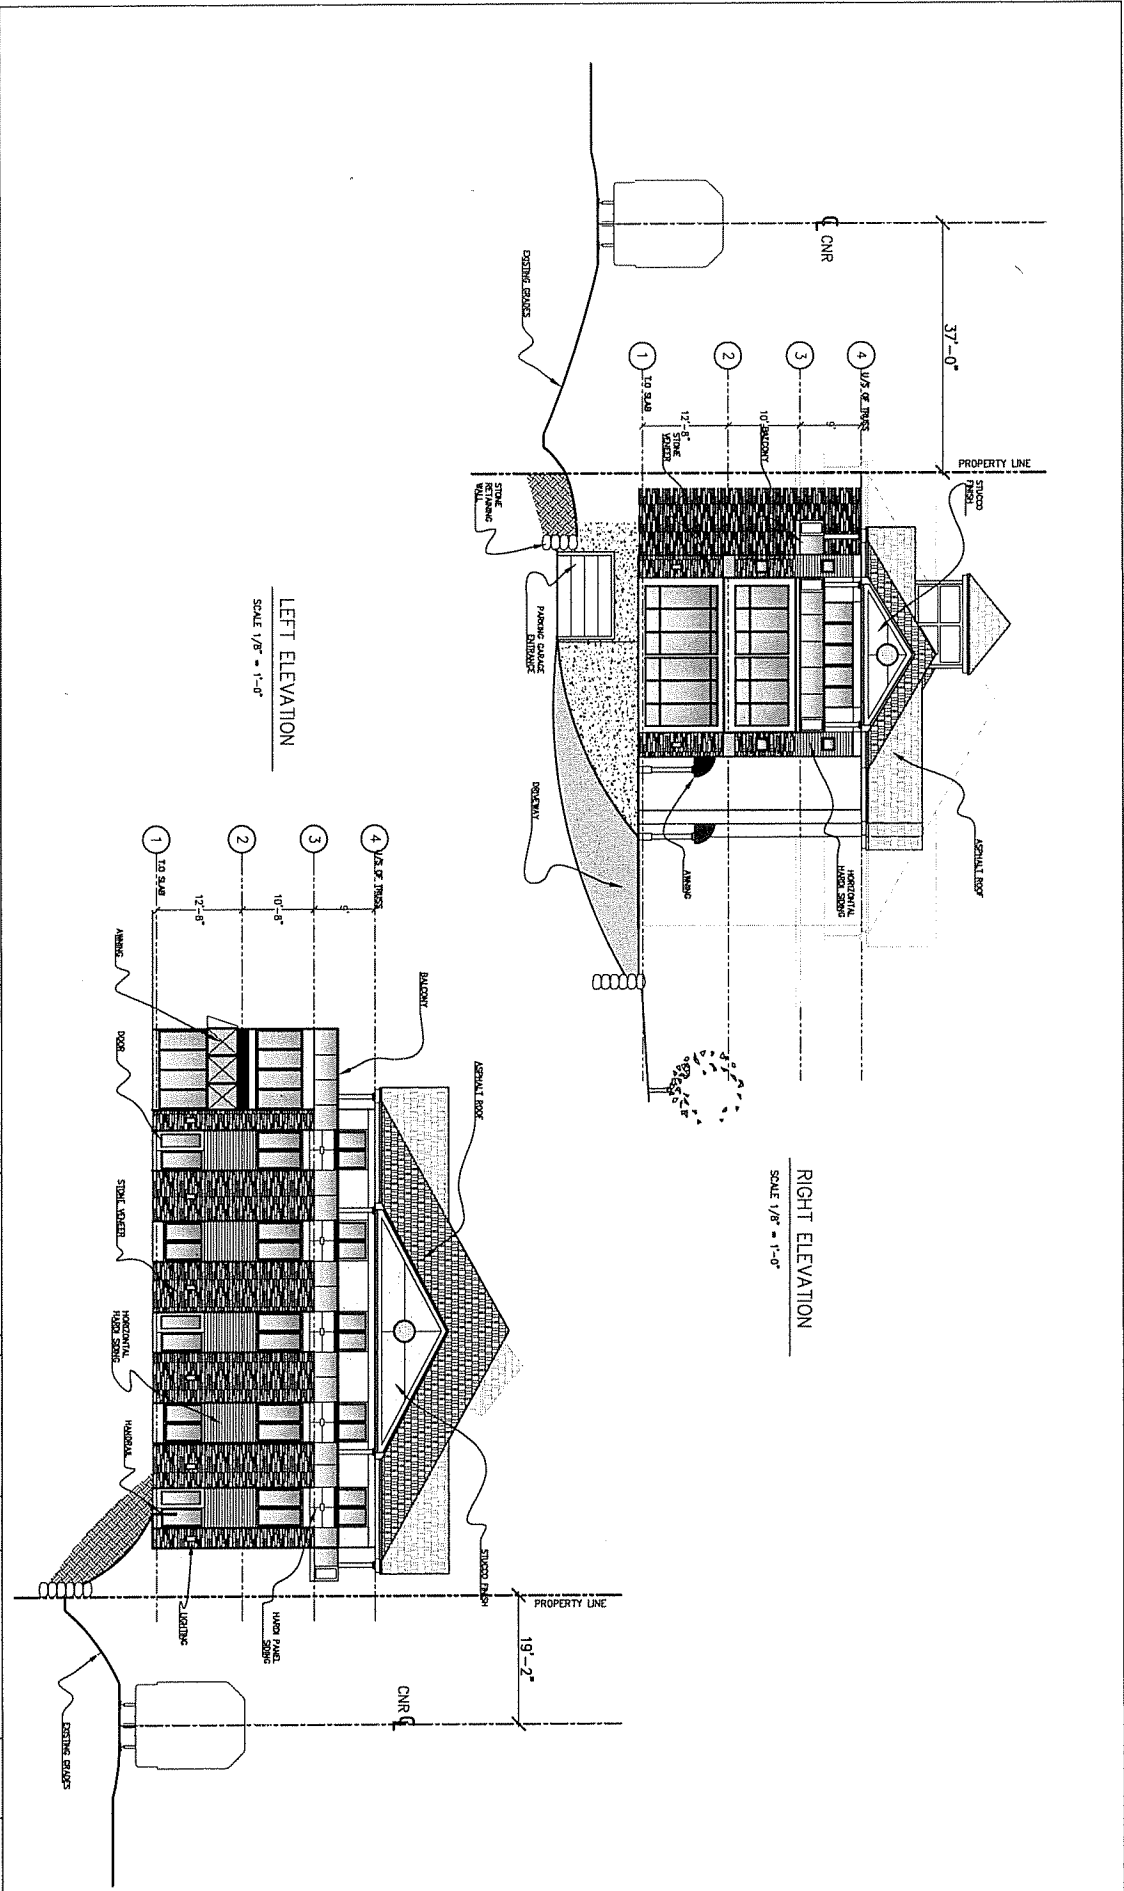 37'-0"
CNR
PROPERTY LINE
STUCCO
FINISH
4
U/S OF TRUSS
9'
3
10'
BALCONY
2
STONE
VENEER
12'-8"
1
T.O SLAB
EXISTING GRADES
STONE
RETAINING
WALL
PARKING GARAGE
ENTRANCE
DRIVEWAY
AWNING
HORIZONTAL
HARDI SIDING
ASPHALT ROOF
RIGHT ELEVATION
SCALE 1/8" = 1'-0"
LEFT ELEVATION
SCALE 1/8" = 1'-0"
4
U/S OF TRUSS
9'
3
10'-8"
2
12'-8"
1
T.O SLAB
BALCONY
ASPHALT ROOF
STUCCO FINISH
PROPERTY LINE
19'-2"
CNR
AWNING
DOOR
STONE VENEER
HORIZONTAL
HARDI SIDING
HANDRAIL
LIGHTING
HARDI PANEL
SIDING
EXISTING GRADES